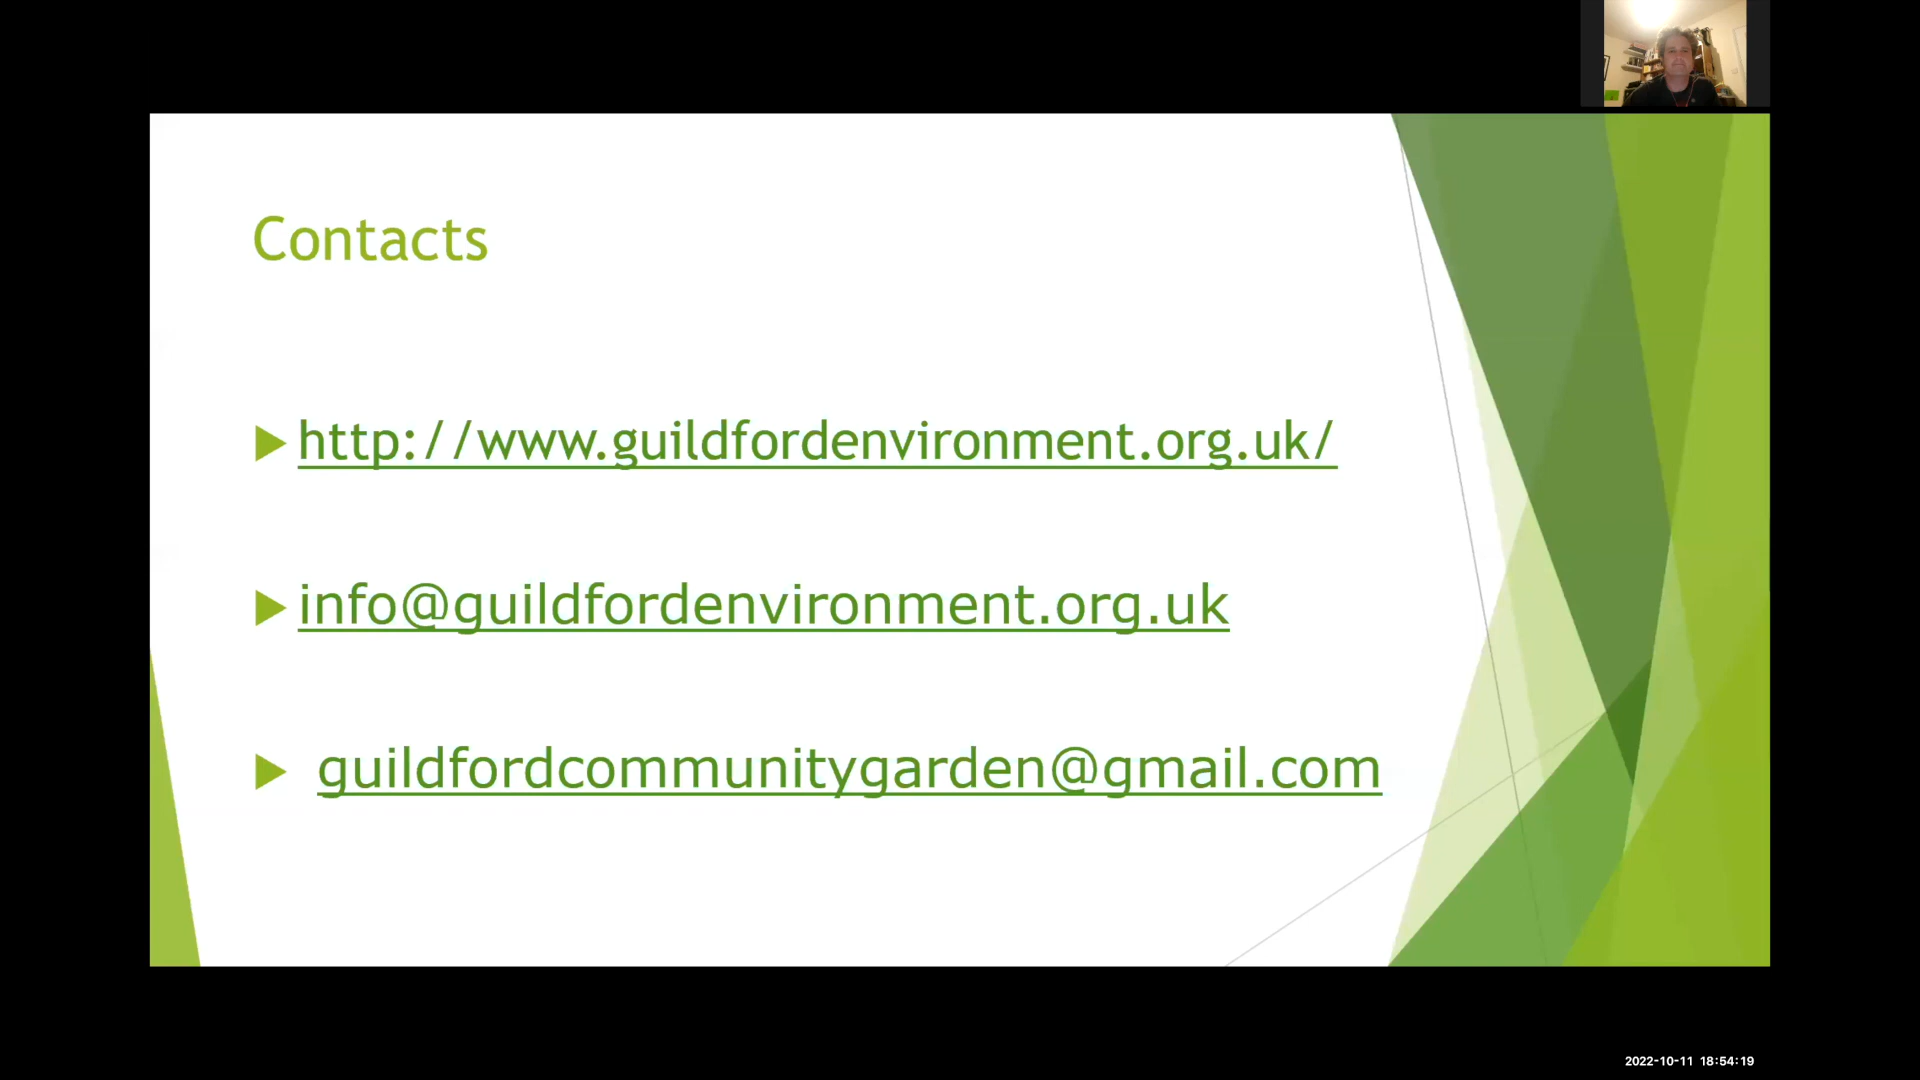 Contacts
http://www.guildfordenvironment.org.uk/
info@guildfordenvironment.org.uk
guildfordcommunitygarden@gmail.com
2022-10-11 18:54:19